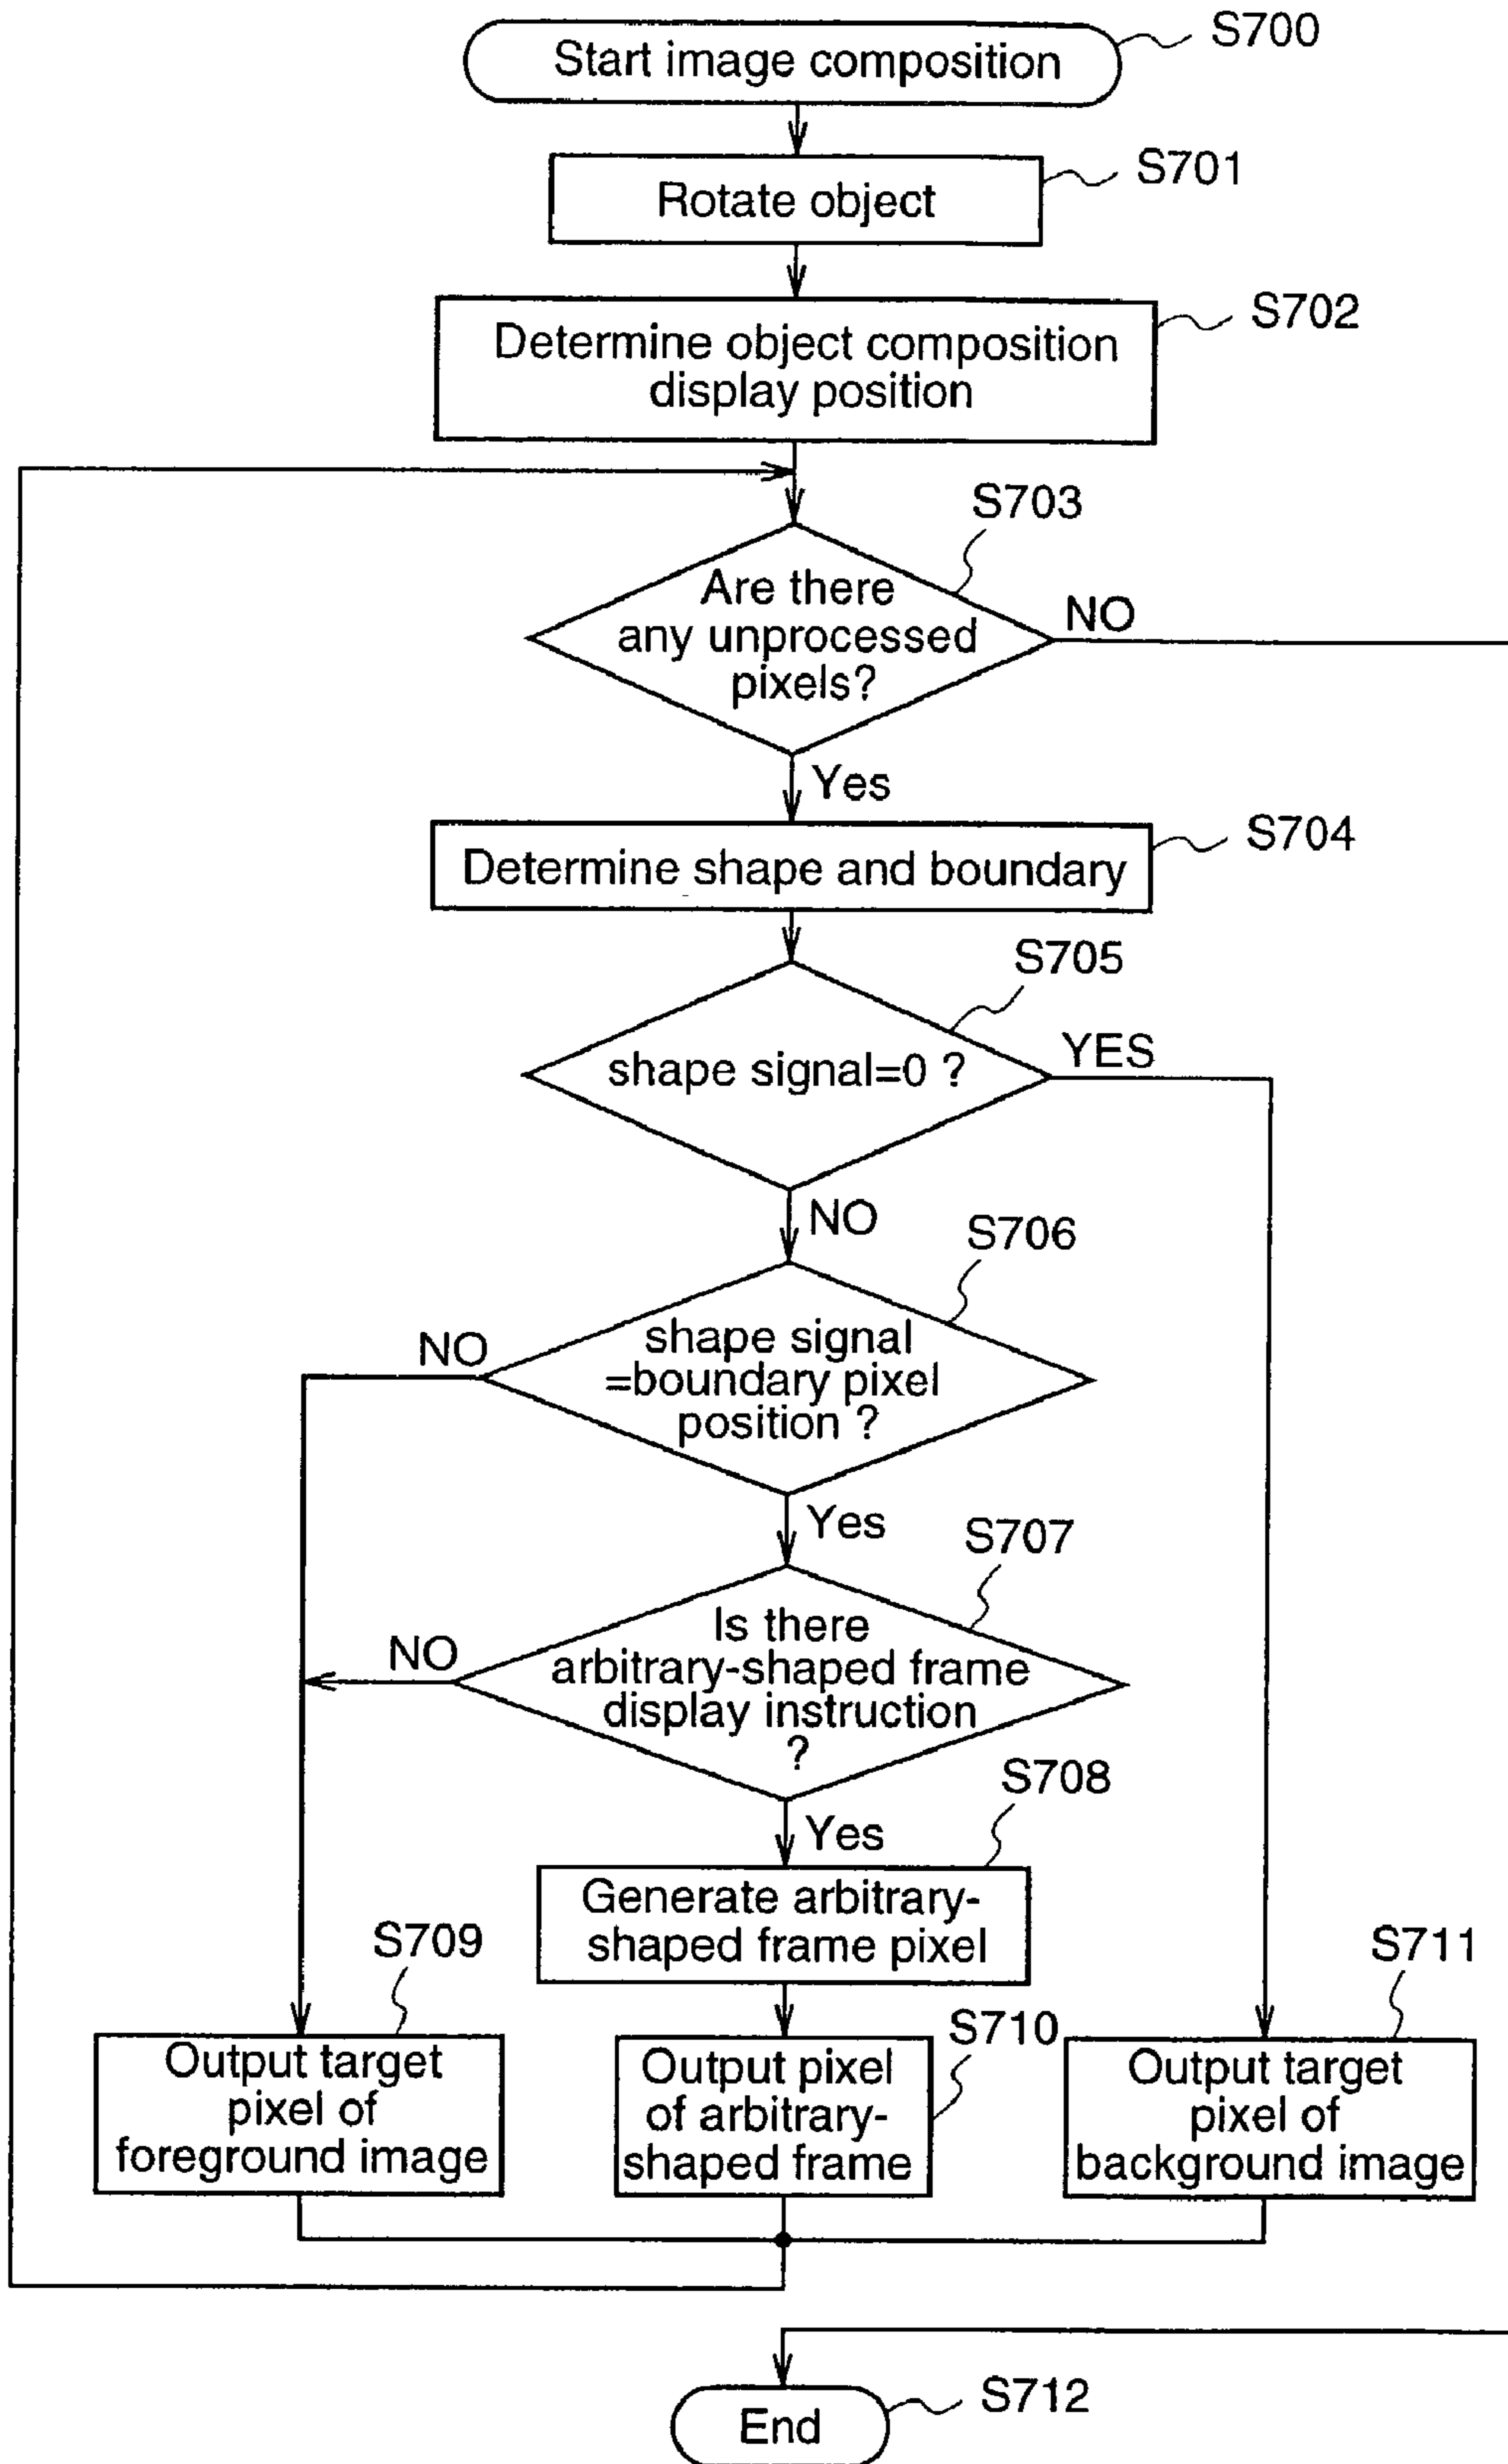 S700
Start image composition
S701
Rotate object
S702
Determine object composition
display position
S703
Are there
any unprocessed
pixels?
NO
Yes
S704
Determine shape and boundary
S705
shape signal=0 ?
YES
NO
S706
shape signal
=boundary pixel
position ?
NO
Yes
S707
Is there
arbitrary-shaped frame
display instruction
?
NO
Yes
S708
Generate arbitrary-
shaped frame pixel
S709
Output target
pixel of
foreground image
S710
Output pixel
of arbitrary-
shaped frame
S711
Output target
pixel of
background image
S712
End